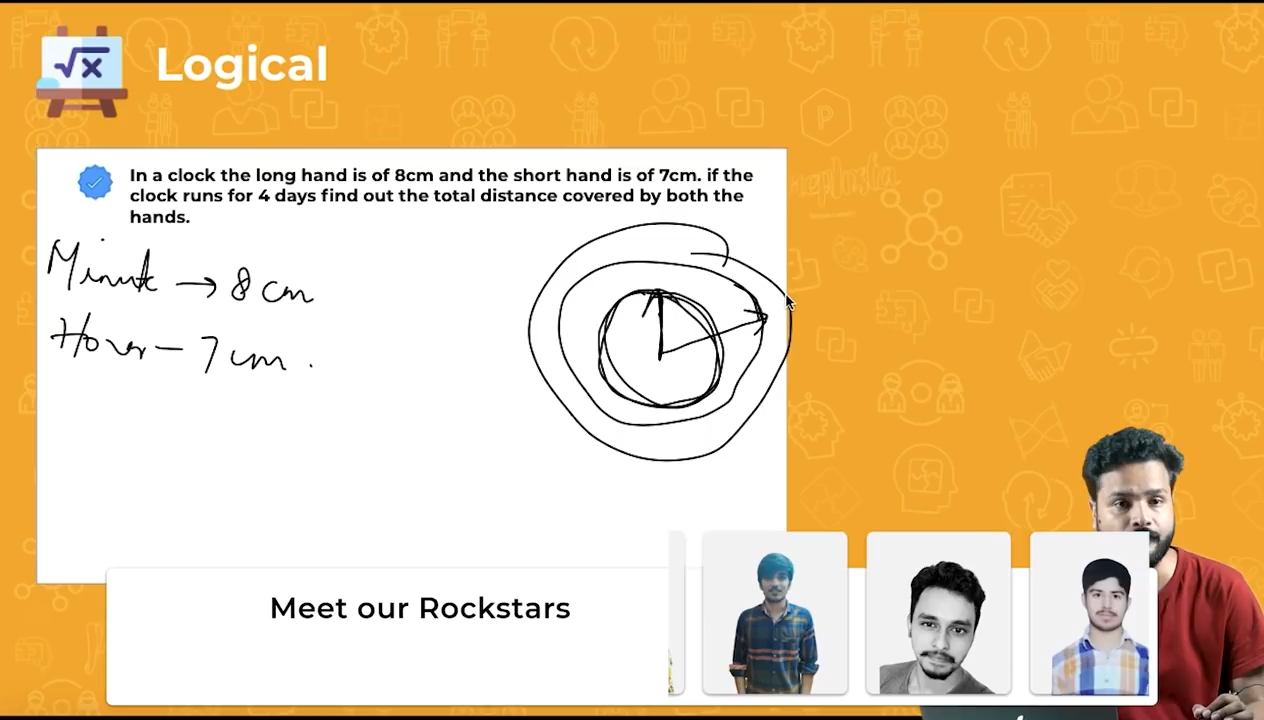 √x Logical
In a clock the long hand is of 8cm and the short hand is of 7cm. if the
clock runs for 4 days find out the total distance covered by both the
hands.
Minute → 8 cm
Hour – 7 cm .
Meet our Rockstars